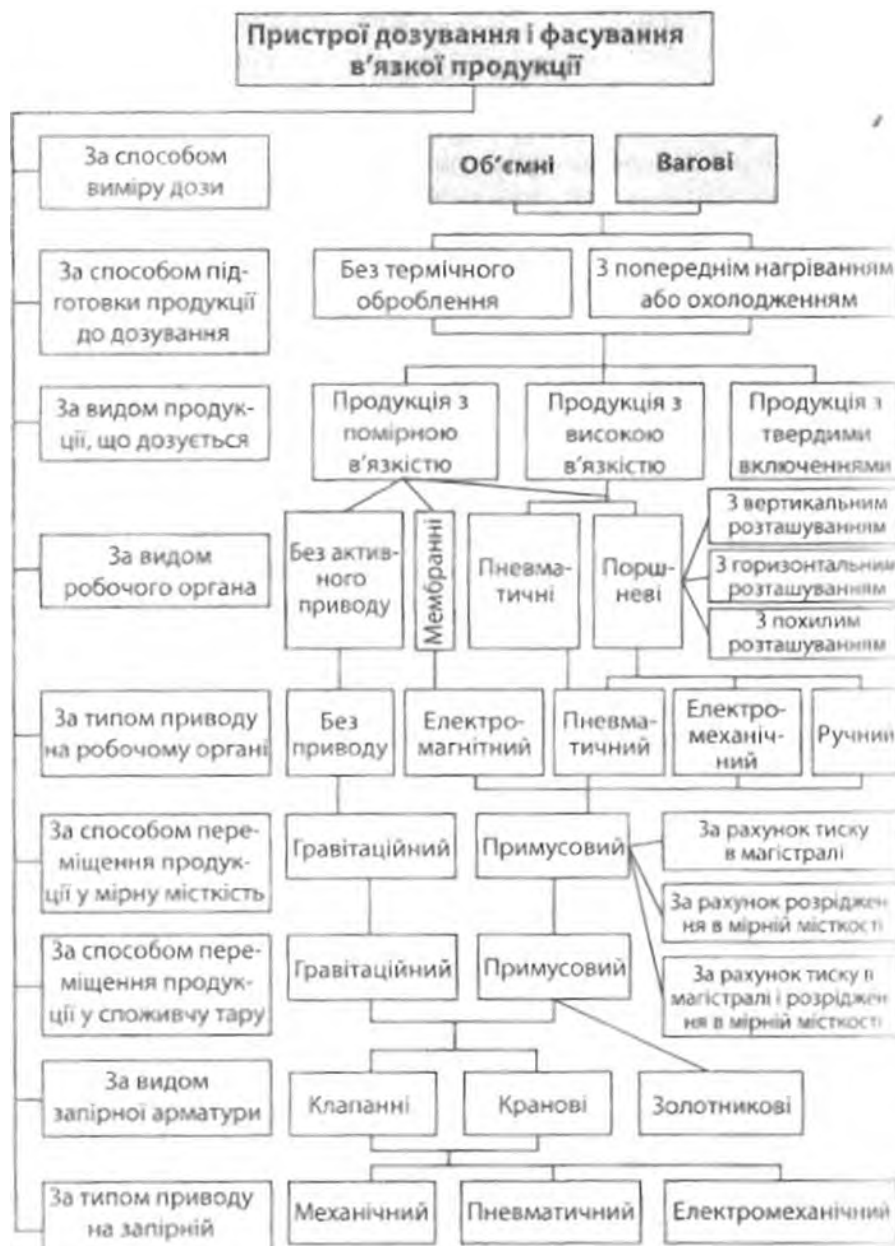 Пристрої дозування і фасування
в'язкої продукції
За способом
виміру дози
Об'ємні
Вагові
За способом під-
готовки продукції
до дозування
Без термічного
оброблення
З попереднім нагріванням
або охолодженням
За видом продук-
ції, що дозується
Продукція з
помірною
в'язкістю
Продукція з
високою
в'язкістю
Продукція з
твердими
включеннями
За видом
робочого органа
Без актив-
ного
приводу
Мембранні
Пневма-
тичні
Порш-
неві
З вертикальним
розташуванням
З горизонтальним
розташуванням
З похилим
розташуванням
За типом приводу
на робочому органі
Без
приводу
Електро-
магнітний
Пневма-
тичний
Електро-
механіч-
ний
Ручний
За способом пере-
міщення продук-
ції у мірну місткість
Гравітаційний
Примусовий
За рахунок тиску
в магістралі
За рахунок розріджен
ня в мірній місткості
За рахунок тиску в
магістралі і розріджен
ня в мірній місткості
За способом пере-
міщення продук-
ції у споживчу тару
Гравітаційний
Примусовий
За видом
запірної арматури
Клапанні
Кранові
Золотникові
За типом приводу
на запірній
Механічний
Пневматичний
Електромеханічний